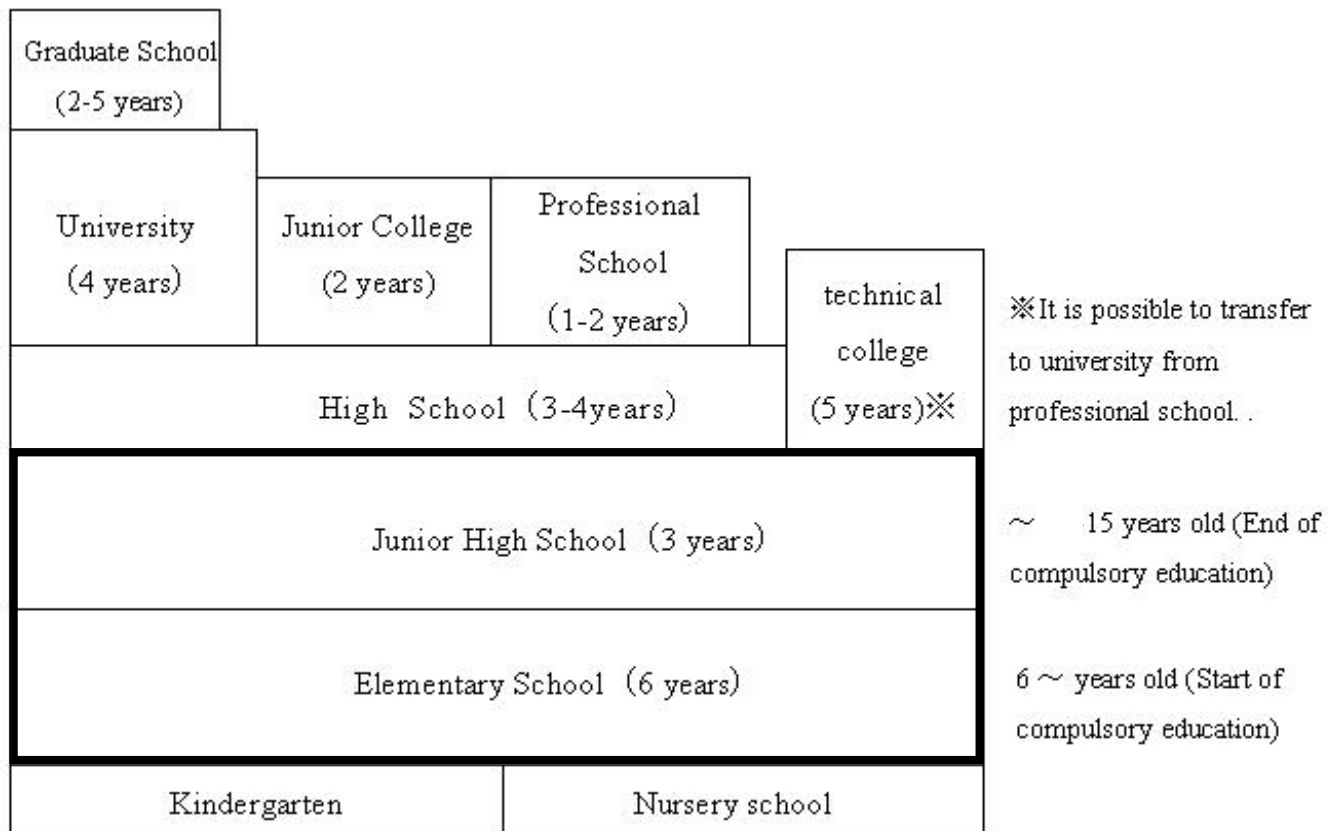 Graduate School
(2-5 years)
University
(4 years)
Junior College
(2 years)
Professional
School
(1-2 years)
technical
college
(5 years)※
※It is possible to transfer
to university from
professional school. .
High School (3-4years)
Junior High School (3 years)
～ 15 years old (End of
compulsory education)
Elementary School (6 years)
6～ years old (Start of
compulsory education)
Kindergarten
Nursery school